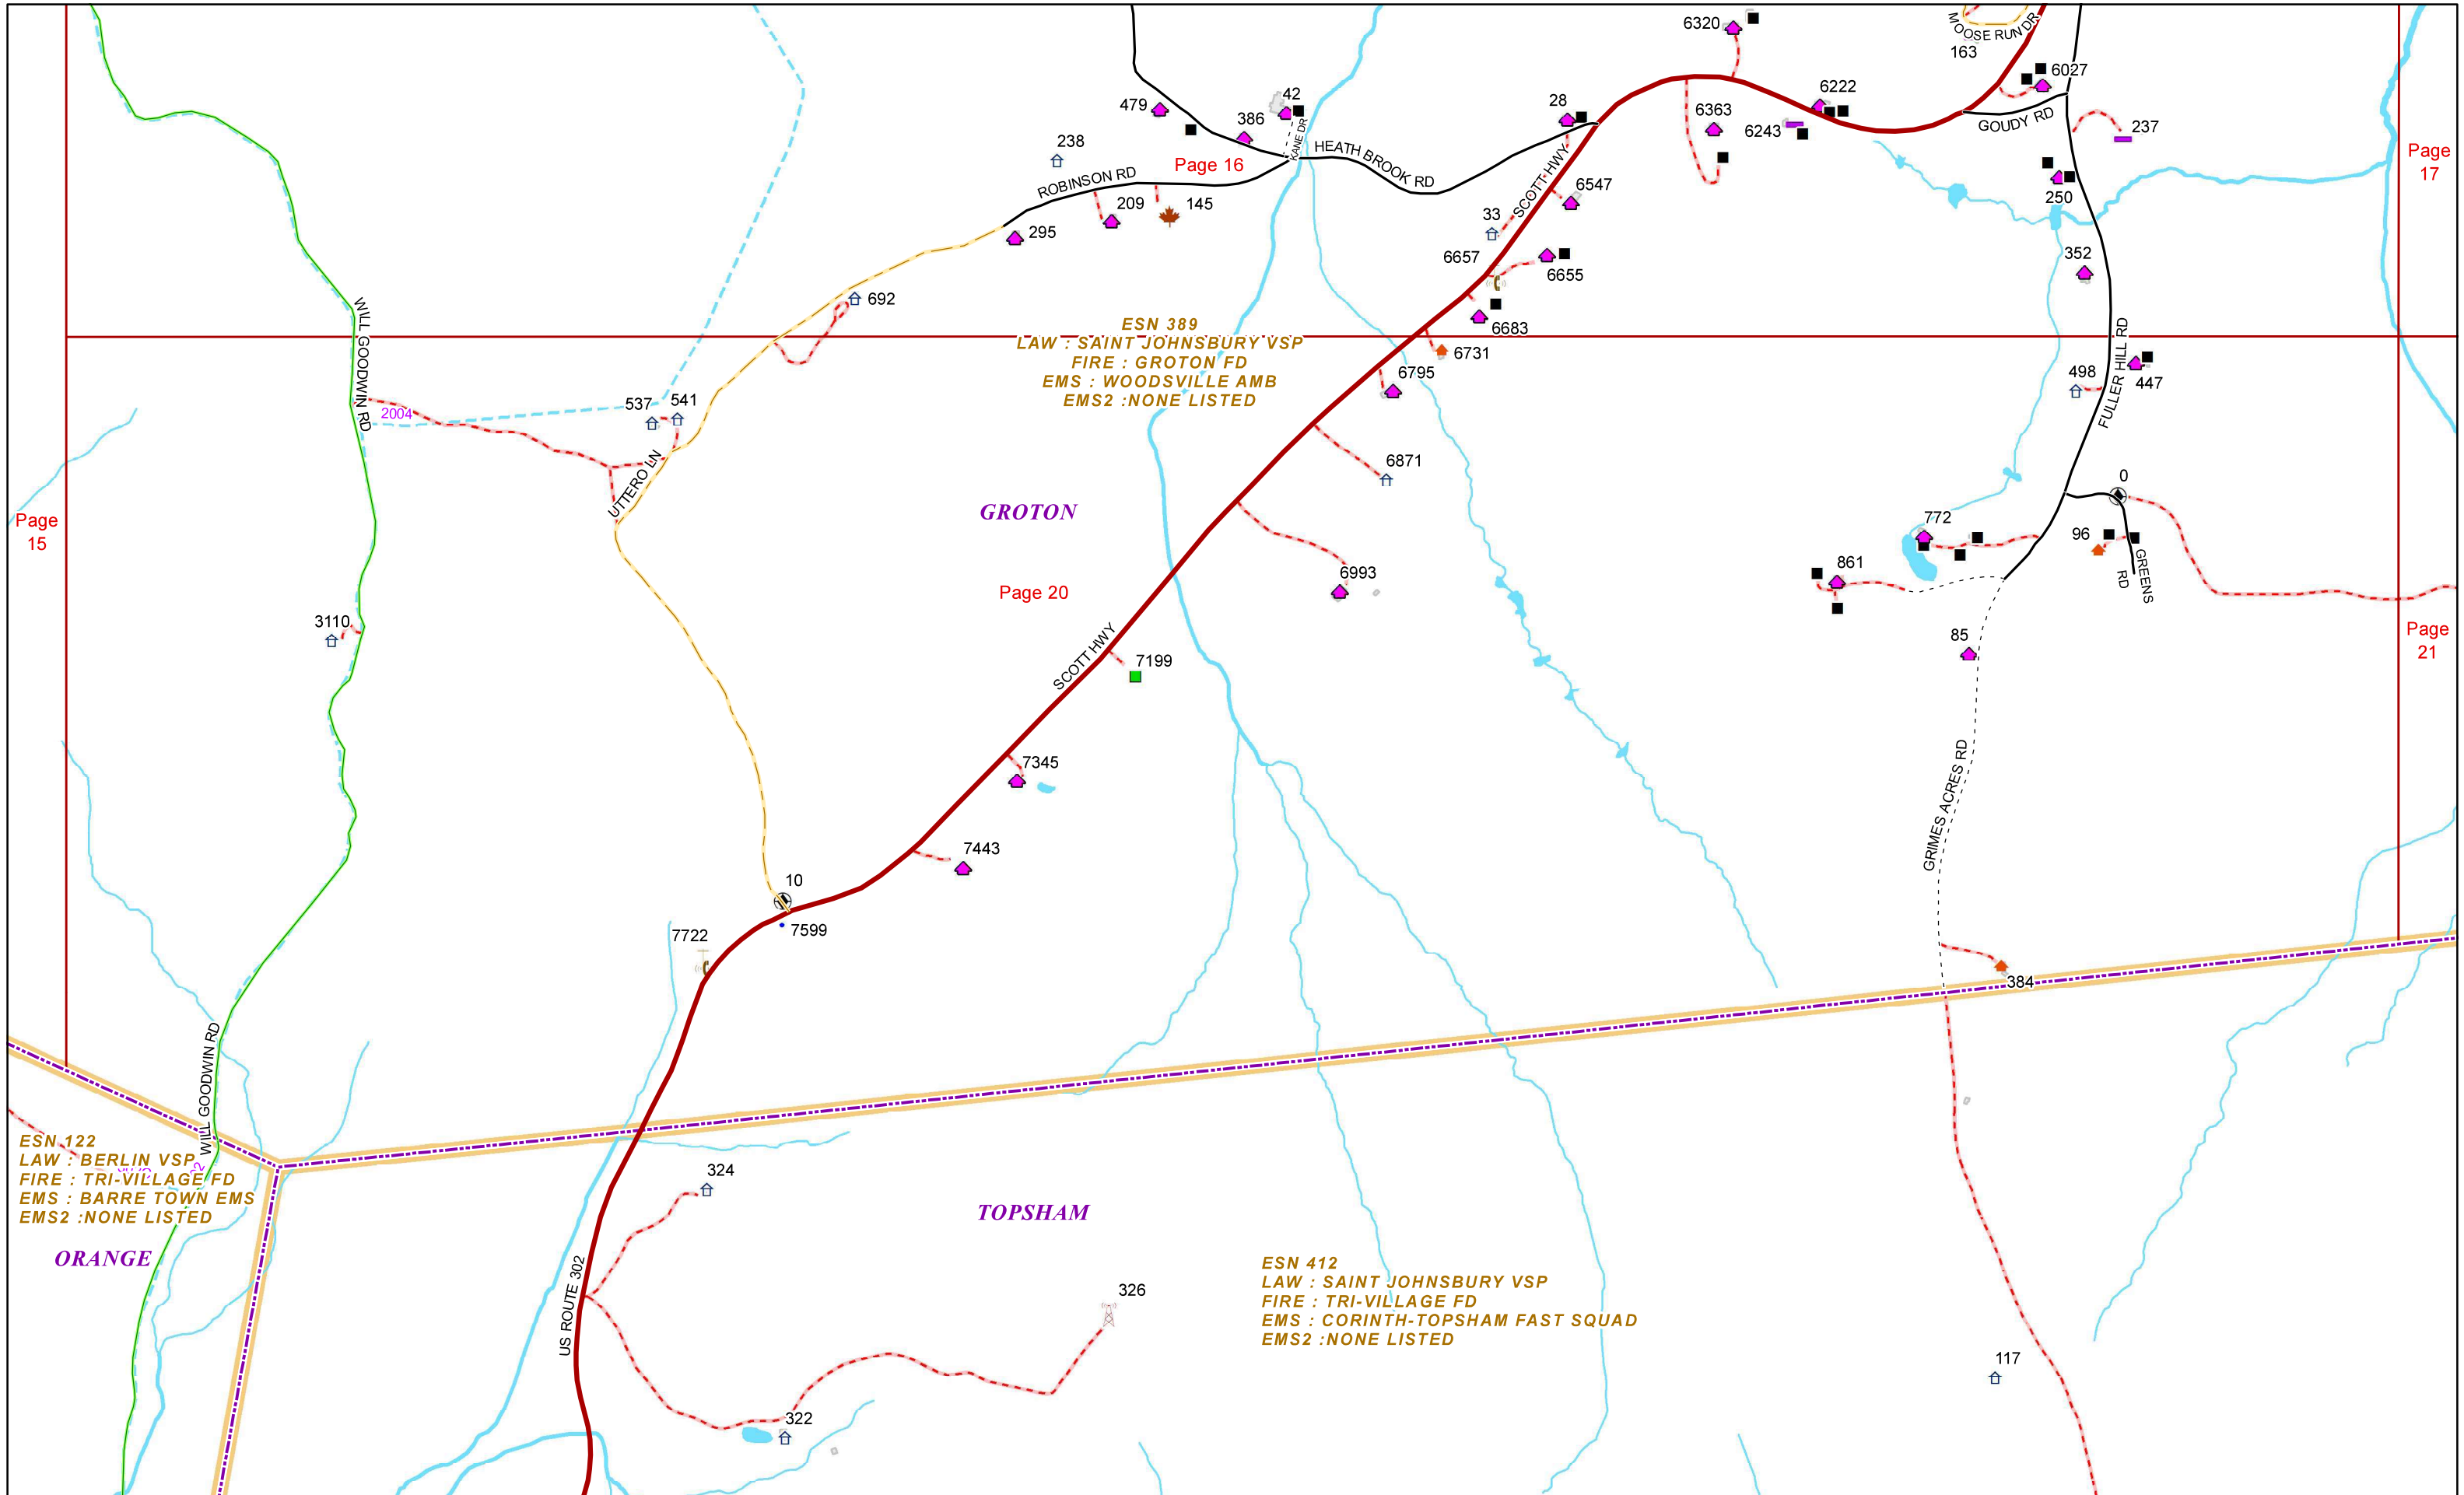 6320
MOOSE RUN DR
163
6027
479
42
386
KANE DR
28
6222
6363
6243
GOUDY RD
237
238
Page 16
HEATH BROOK RD
ROBINSON RD
SCOTT HWY
Page
17
295
209
145
33
6547
250
6657
6655
352
692
WILL GOODWIN RD
ESN 389
LAW : SAINT JOHNSBURY VSP
FIRE : GROTON FD
EMS : WOODSVILLE AMB
EMS2 :NONE LISTED
6683
6731
6795
FULLER HILL RD
447
498
2004
537
541
UTTERO LN
6871
GROTON
0
Page
15
772
96
GREENS
RD
6993
861
Page 20
3110
85
Page
21
SCOTT HWY
7199
7345
GRIMES ACRES RD
7443
10
7599
7722
384
WILL GOODWIN RD
ESN 122
LAW : BERLIN VSP
FIRE : TRI-VILLAGE FD
EMS : BARRE TOWN EMS
EMS2 :NONE LISTED
ORANGE
324
TOPSHAM
US ROUTE 302
ESN 412
LAW : SAINT JOHNSBURY VSP
FIRE : TRI-VILLAGE FD
EMS : CORINTH-TOPSHAM FAST SQUAD
EMS2 :NONE LISTED
326
117
322